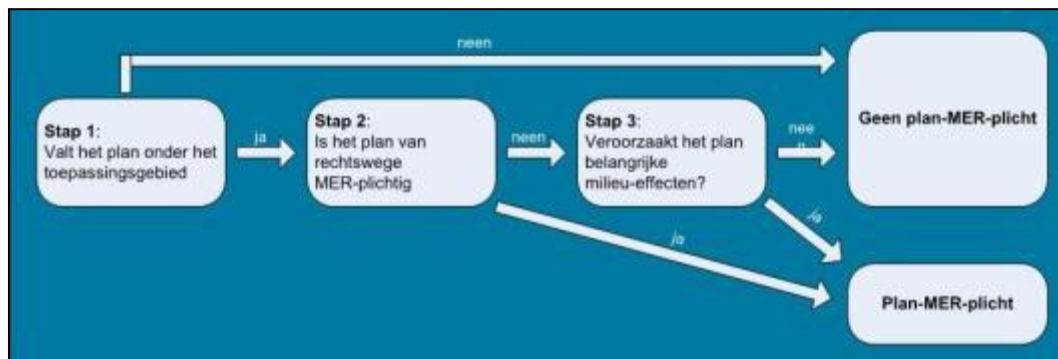 neen
Stap 1:
Valt het plan onder het
toepassingsgebied
ja
Stap 2:
Is het plan van
rechtswege
MER-plichtig
neen
Stap 3:
Veroorzaakt het plan
belangrijke
milieu-effecten?
nee
n
Geen plan-MER-plicht
ja
ja
Plan-MER-plicht